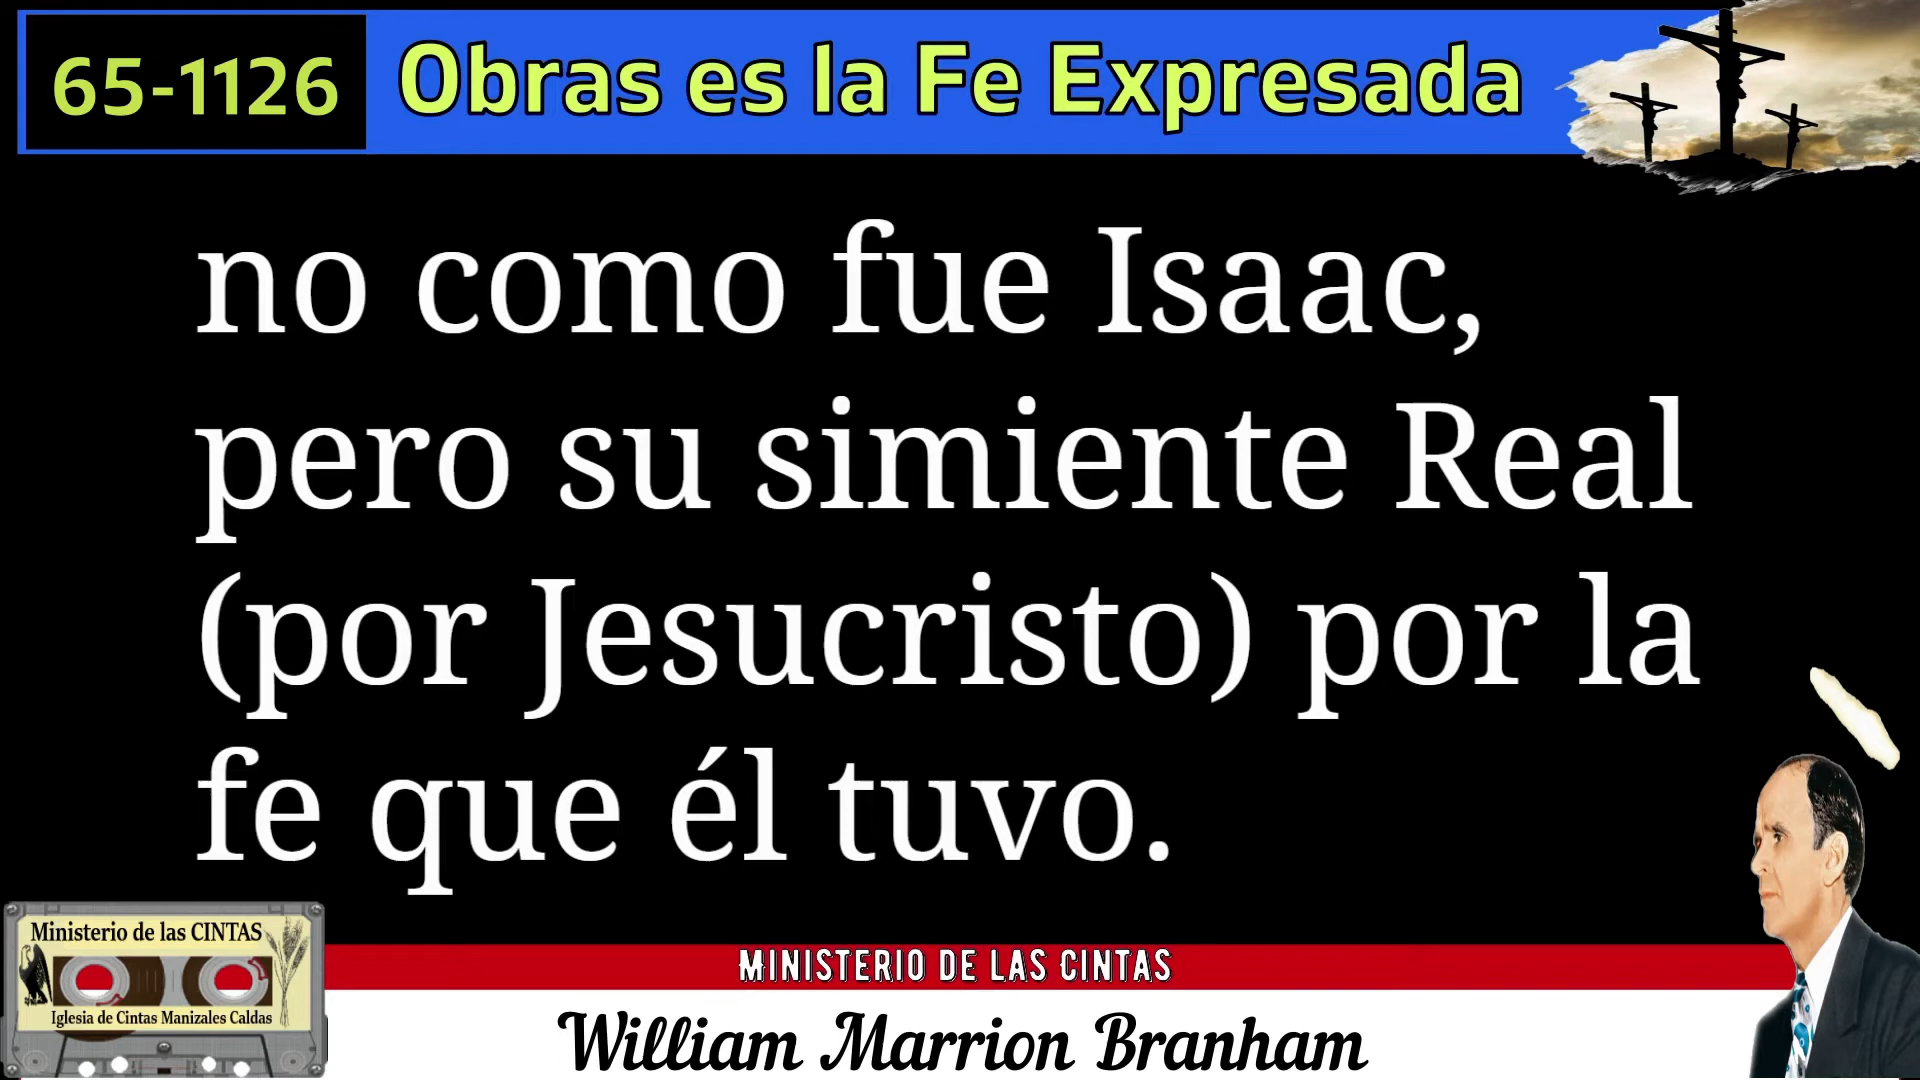 65-1126
Obras es la Fe Expresada
no como fue Isaac,
pero su simiente Real
(por Jesucristo) por la
fe que él tuvo.
Ministerio de las CINTAS
Iglesia de Cintas Manizales Caldas
MINISTERIO DE LAS CINTAS
William Marrion Branham